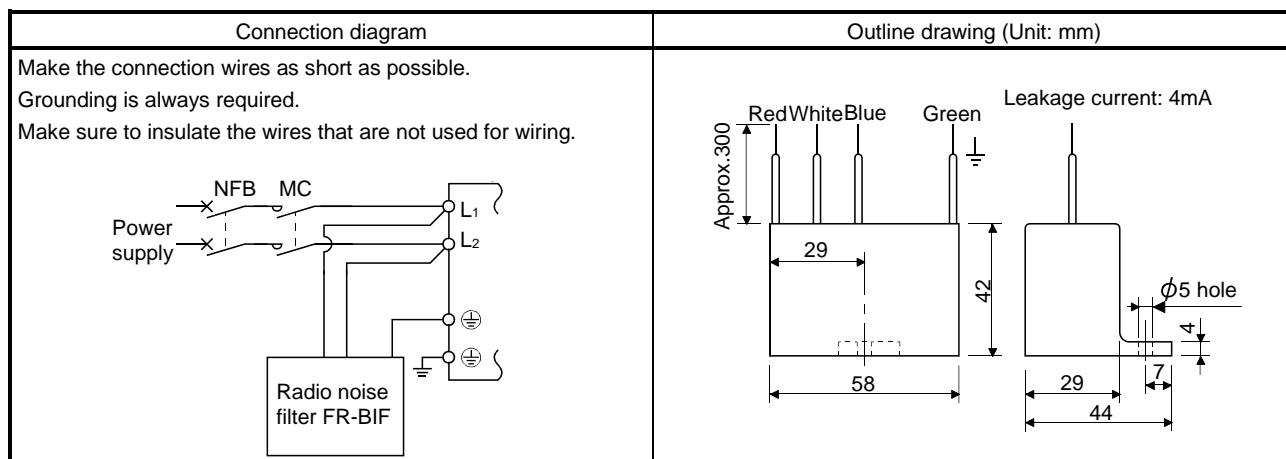 Connection diagram
Outline drawing (Unit: mm)
Make the connection wires as short as possible.
Grounding is always required.
Make sure to insulate the wires that are not used for wiring.
NFB MC
Power
supply
L1
L2
Radio noise
filter FR-BIF
Leakage current: 4mA
Red White Blue Green
Approx.300
29
42
58
ϕ5 hole
4
29
7
44